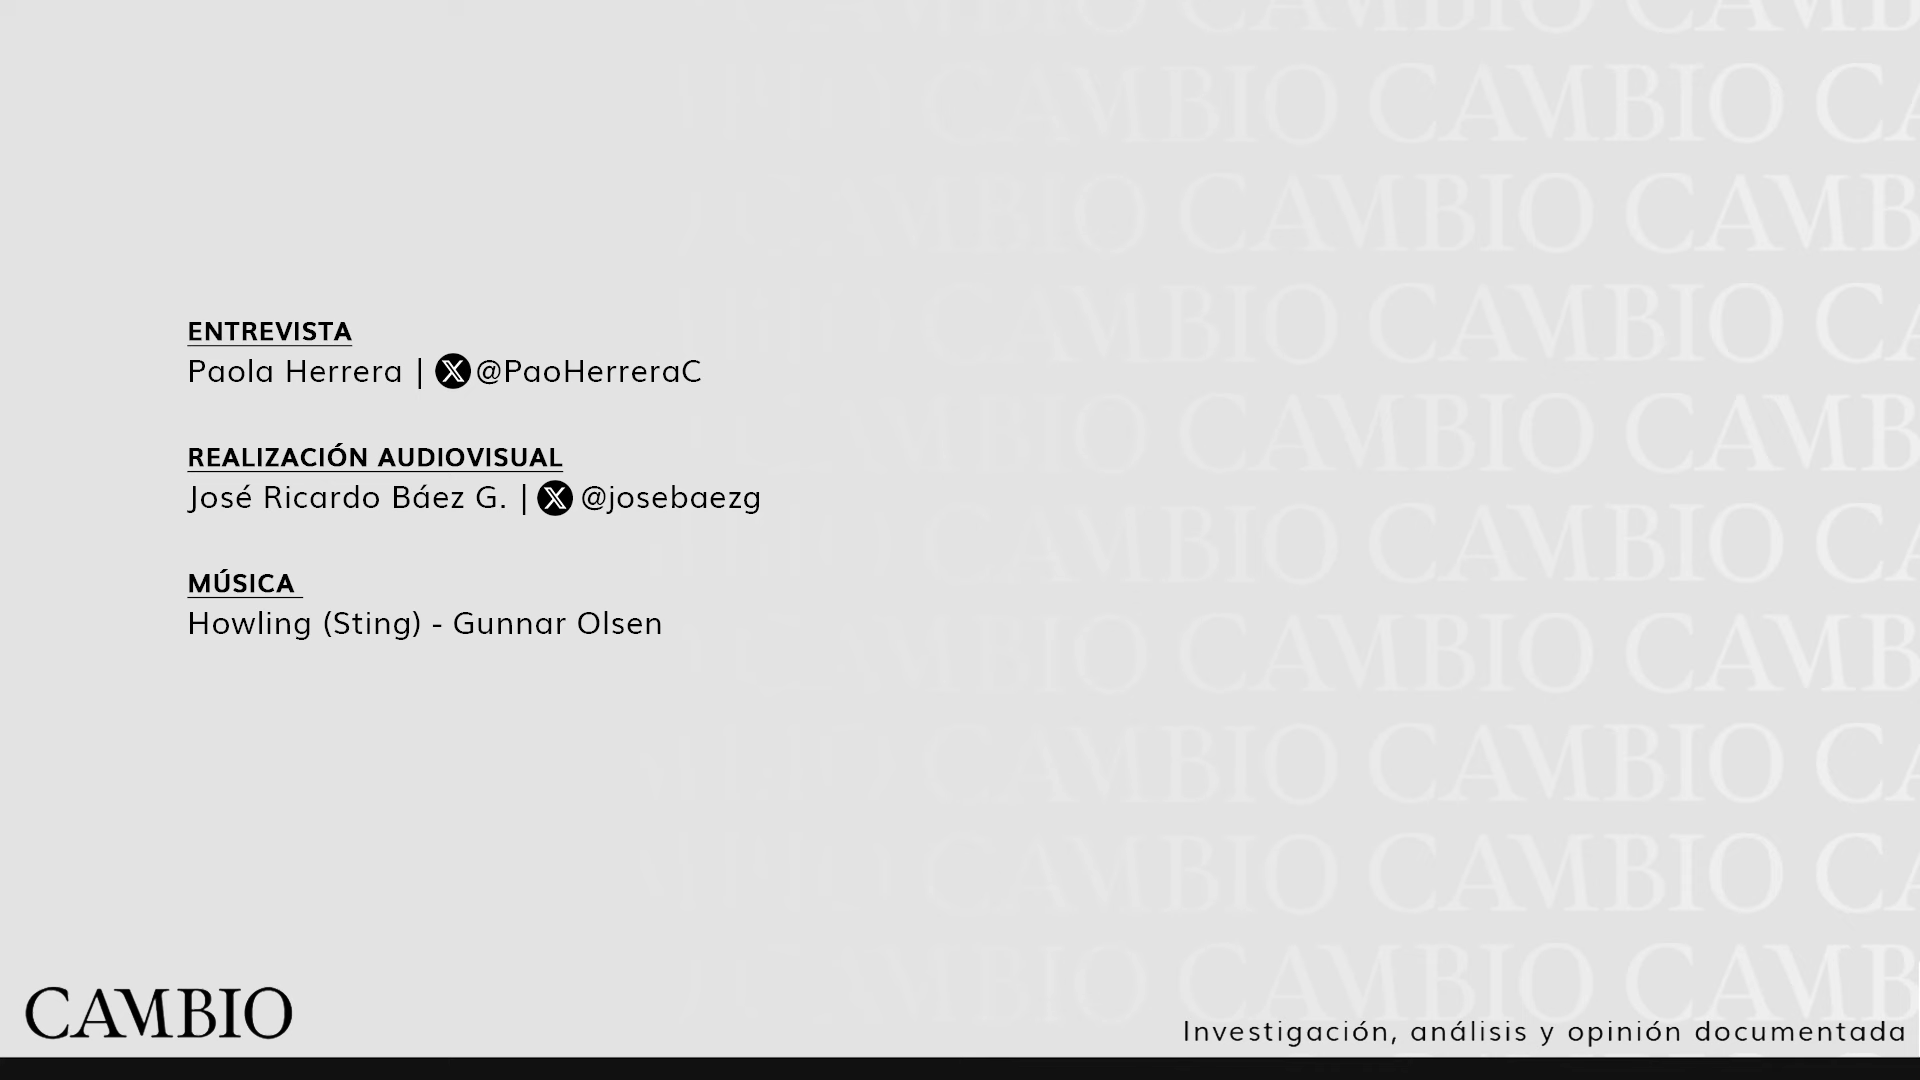 ENTREVISTA
Paola Herrera | X @PaoHerreraC
REALIZACIÓN AUDIOVISUAL
José Ricardo Báez G. | X @josebaezg
MÚSICA
Howling (Sting) - Gunnar Olsen
CAMBIO
Investigación, análisis y opinión documentada